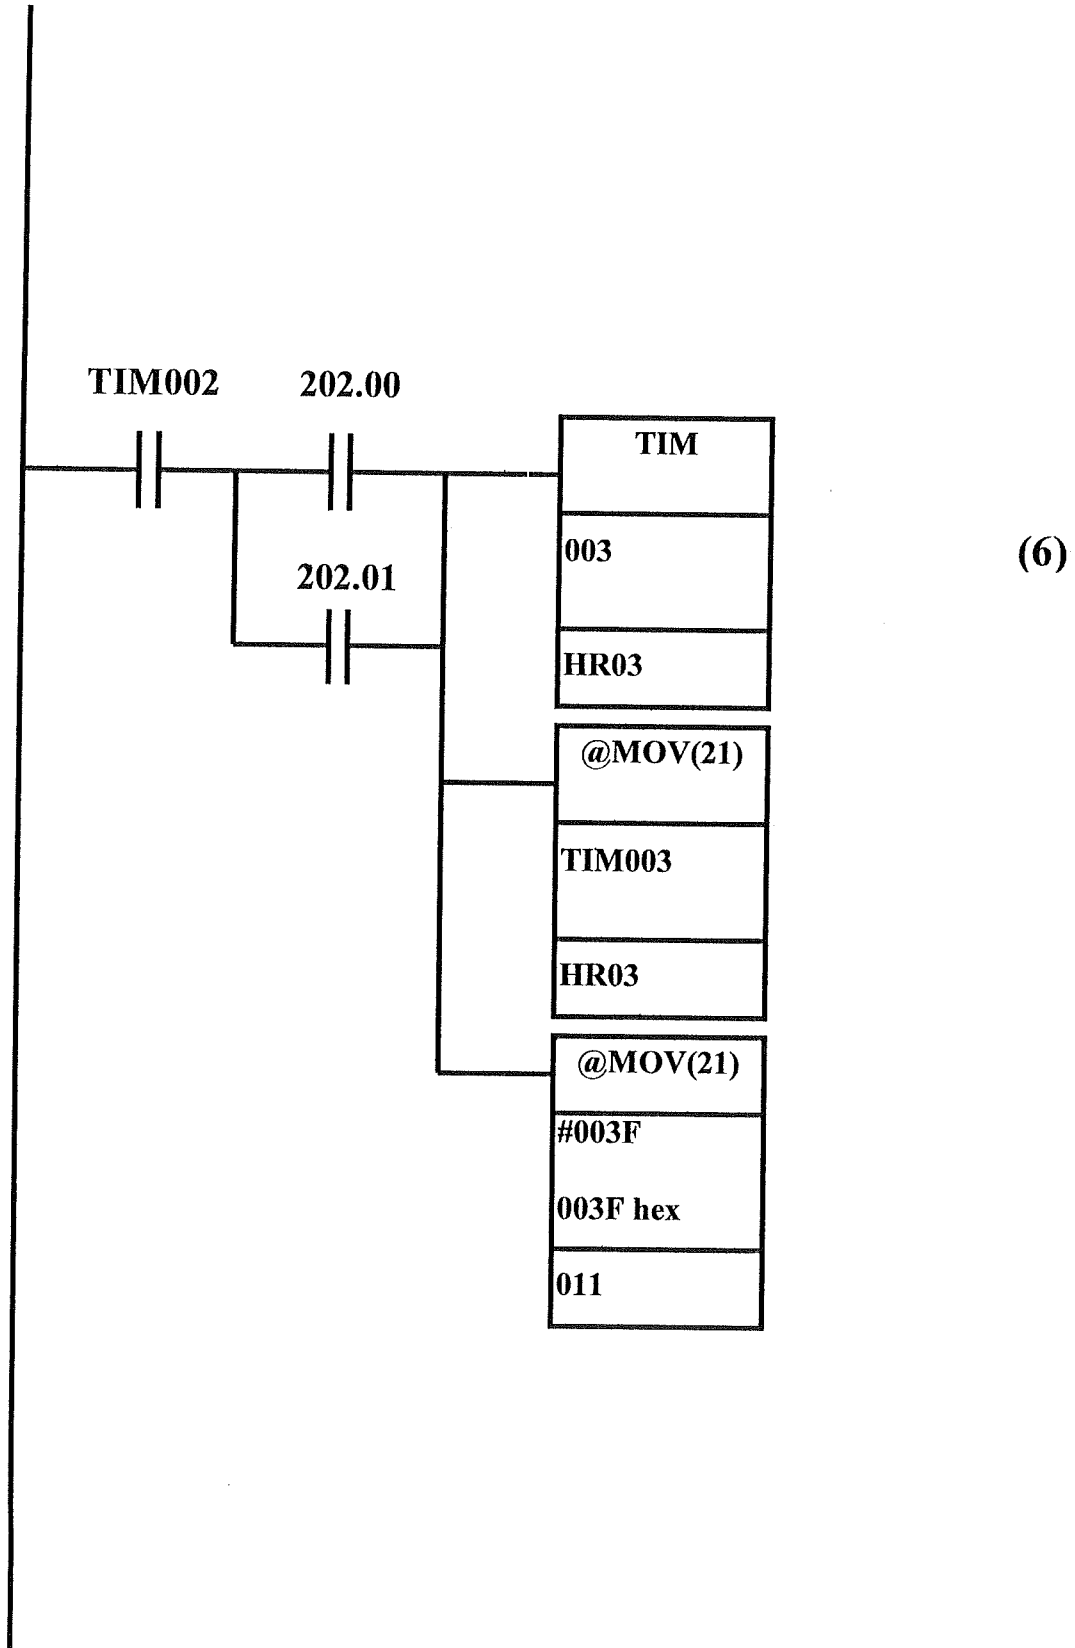 TIM002 202.00
TIM
003
(6)
202.01
HR03
@MOV(21)
TIM003
HR03
@MOV(21)
#003F
003F hex
011